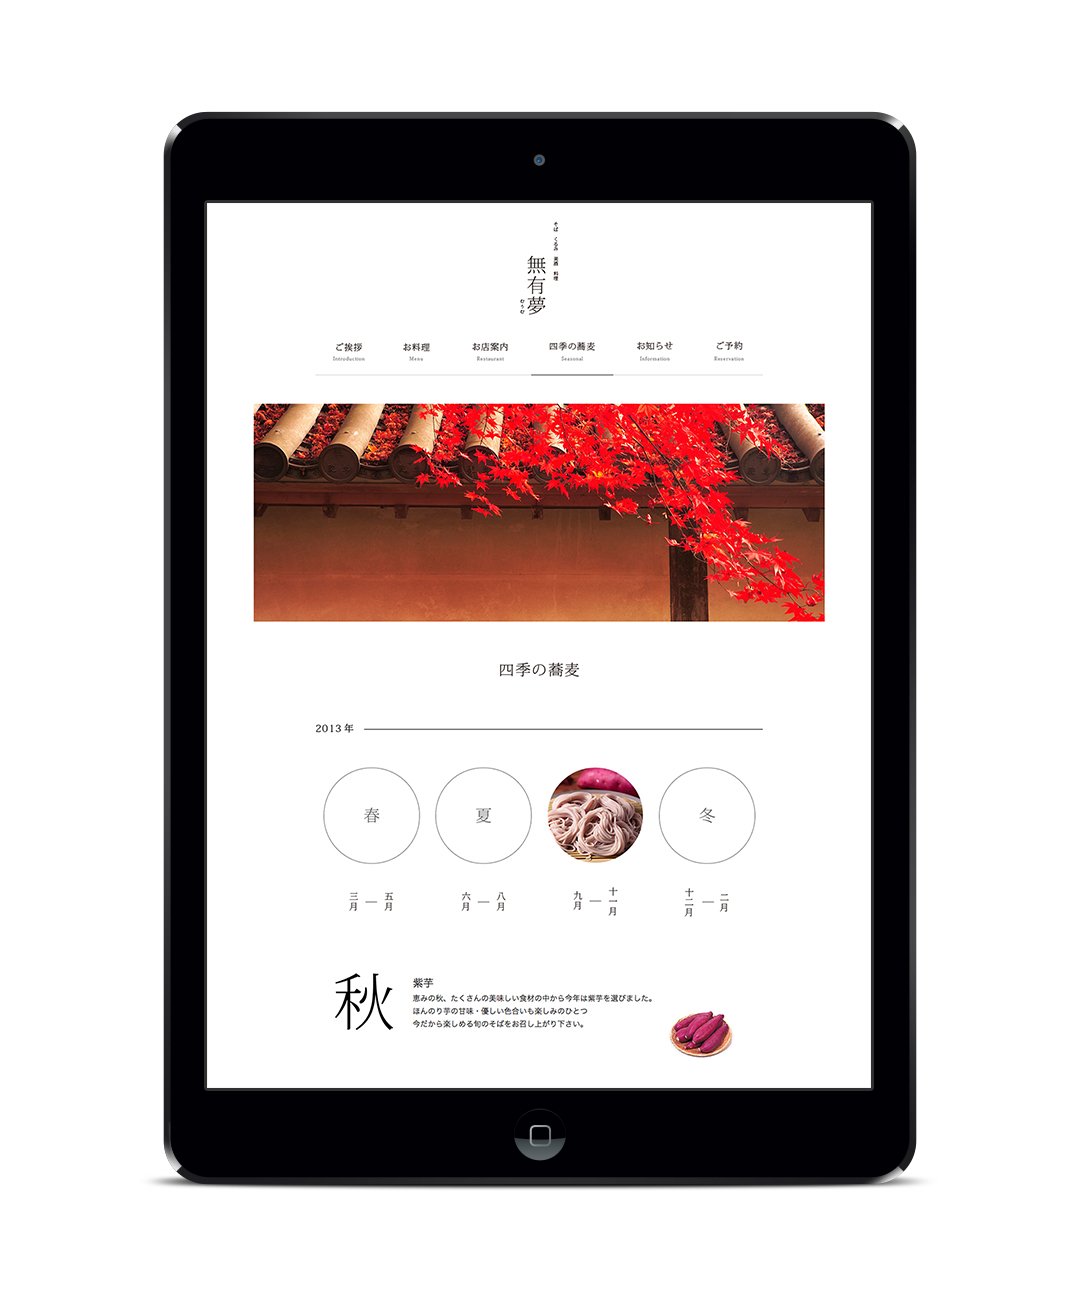 そば くるみ 美酒 料理
無有夢
むうむ
ご挨拶 お料理 お店案内 四季の蕎麦 お知らせ ご予約
Introduction Menu Restaurant Seasonal Information Reservation
四季の蕎麦
2013年
春 夏 冬
三月—五月 六月—八月 九月—十一月 十二月—二月
秋
紫芋
恵みの秋、たくさんの美味しい食材の中から今年は紫芋を選びました。
ほんのり芋の甘味・優しい色合いも楽しみのひとつ
今だから楽しめる旬のそばをお召し上がり下さい。